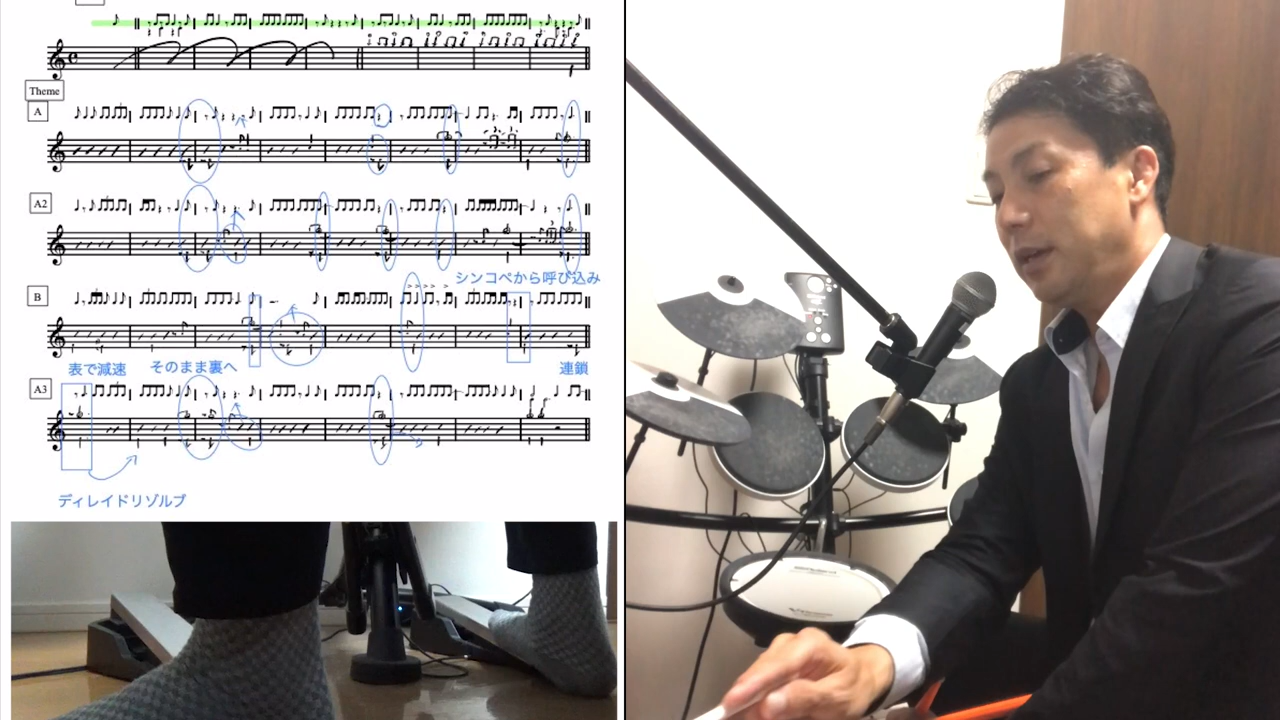 Theme
A
A2
シンコペから呼び込み
B
表で減速
そのまま裏へ
連鎖
A3
ディレイドリゾルブ